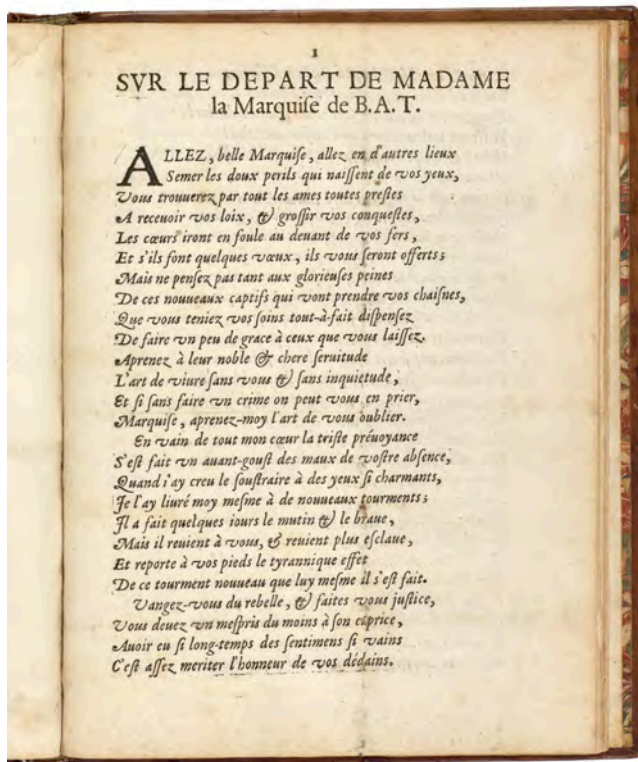 1
SVR LE DEPART DE MADAME
la Marquiſe de B.A.T.
ALLEZ, belle Marquiſe, allez en d'autres lieux
Semer les doux perils qui naiſſent de vos yeux,
Vous trouuerez par tout les ames toutes preſtes
A receuoir vos loix, & groſſir vos conqueſtes,
Les cœurs iront en foule au deuant de vos fers,
Et s'ils font quelques vœux, ils vous ſeront offerts;
Mais ne penſez pas tant aux glorieuſes peines
De ces nouueaux captifs qui vont prendre vos chaiſnes,
Que vous teniez vos ſoins tout-à-fait diſpenſez
De faire vn peu de grace à ceux que vous laiſſez.
Aprenez à leur noble & chere ſeruitude
L'art de viure ſans vous & ſans inquietude,
Et ſi ſans faire vn crime on peut vous en prier,
Marquiſe, aprenez-moy l'art de vous oublier.
En vain de tout mon cœur la triſte préuoyance
S'eſt fait vn auant-gouſt des maux de voſtre abſence,
Quand i'ay creu le ſouſtraire à des yeux ſi charmants,
Je l'ay liuré moy meſme à de nouueaux tourments;
Il a fait quelques iours le mutin & le braue,
Mais il reuient à vous, & reuient plus eſclaue,
Et reporte à vos pieds le tyrannique effet
De ce tourment nouueau que luy meſme il s'eſt fait.
Vangez-vous du rebelle, & faites vous juſtice,
Vous deuez vn meſpris du moins à ſon caprice,
Auoir eu ſi long-temps des ſentimens ſi vains
C'eſt aſſez meriter l'honneur de vos dédains.